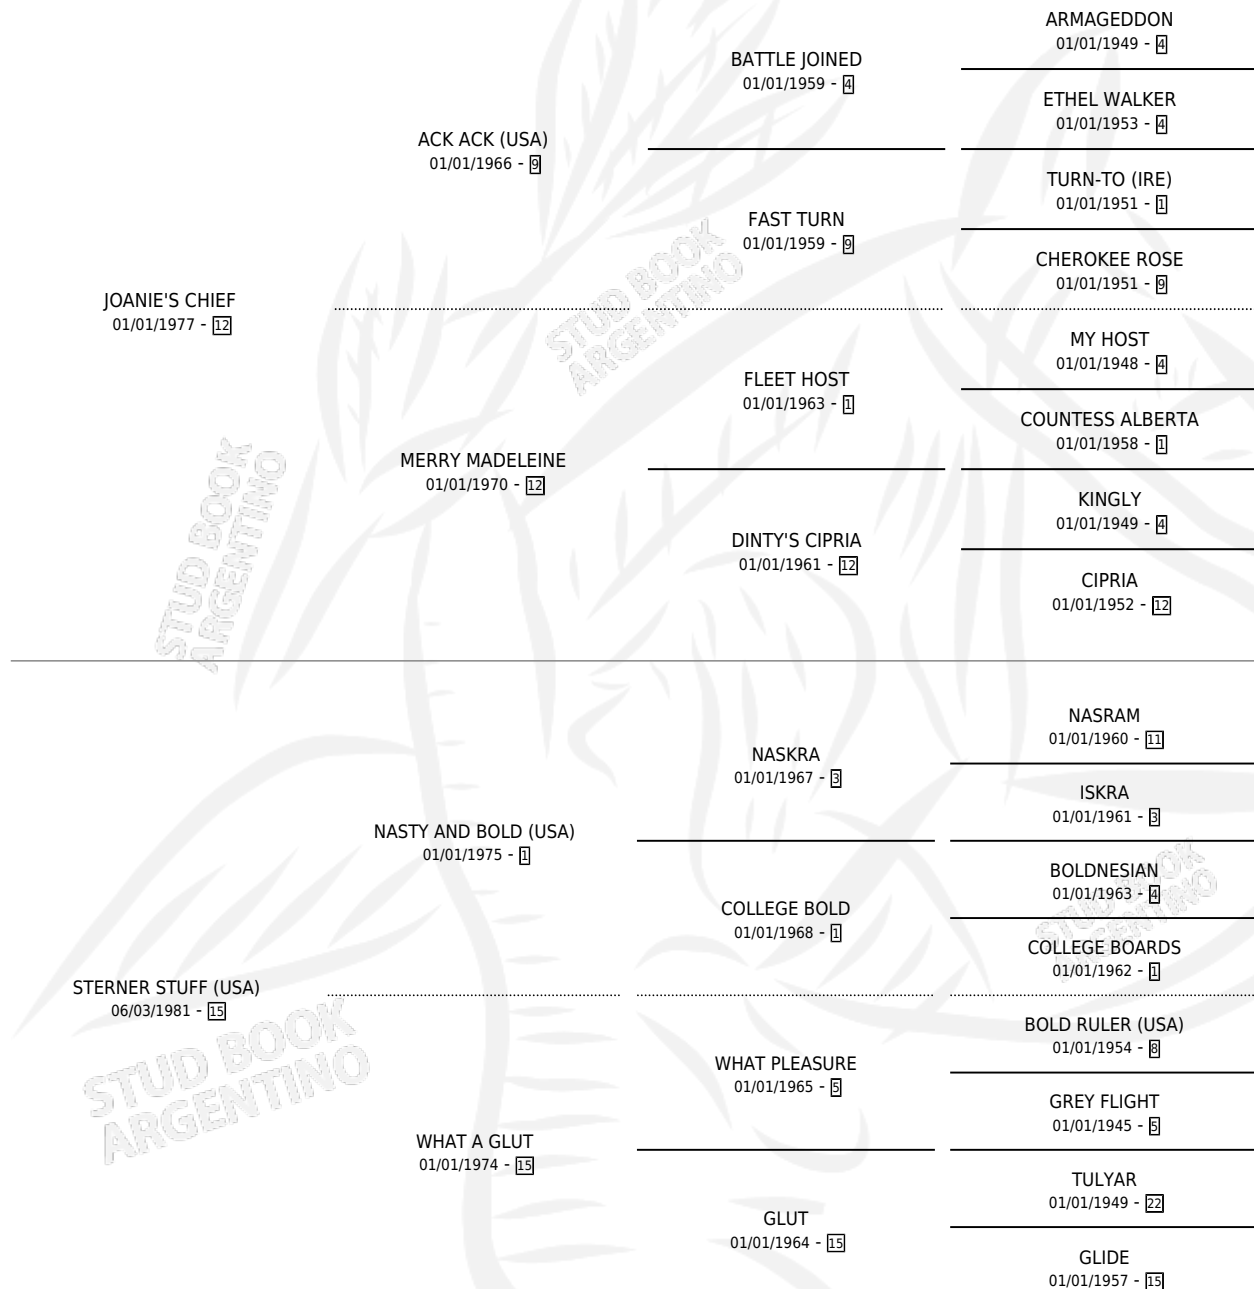 JOANIE'S CHIEF
01/01/1977 - 12
ACK ACK (USA)
01/01/1966 - 9
MERRY MADELEINE
01/01/1970 - 12
BATTLE JOINED
01/01/1959 - 4
FAST TURN
01/01/1959 - 9
FLEET HOST
01/01/1963 - 1
DINTY'S CIPRIA
01/01/1961 - 12
ARMAGEDDON
01/01/1949 - 4
ETHEL WALKER
01/01/1953 - 4
TURN-TO (IRE)
01/01/1951 - 1
CHEROKEE ROSE
01/01/1951 - 9
MY HOST
01/01/1948 - 4
COUNTESS ALBERTA
01/01/1958 - 1
KINGLY
01/01/1949 - 4
CIPRIA
01/01/1952 - 12
STERNER STUFF (USA)
06/03/1981 - 15
NASTY AND BOLD (USA)
01/01/1975 - 1
WHAT A GLUT
01/01/1974 - 15
NASKRA
01/01/1967 - 3
COLLEGE BOLD
01/01/1968 - 1
WHAT PLEASURE
01/01/1965 - 5
GLUT
01/01/1964 - 15
NASRAM
01/01/1960 - 11
ISKRA
01/01/1961 - 3
BOLDNESIAN
01/01/1963 - 4
COLLEGE BOARDS
01/01/1962 - 1
BOLD RULER (USA)
01/01/1954 - 8
GREY FLIGHT
01/01/1945 - 5
TULYAR
01/01/1949 - 22
GLIDE
01/01/1957 - 15
STUD BOOK
ARGENTINO
STUD BOOK
ARGENTINO
STUD BOOK
ARGENTINO
STUD BOOK
ARGENTINO